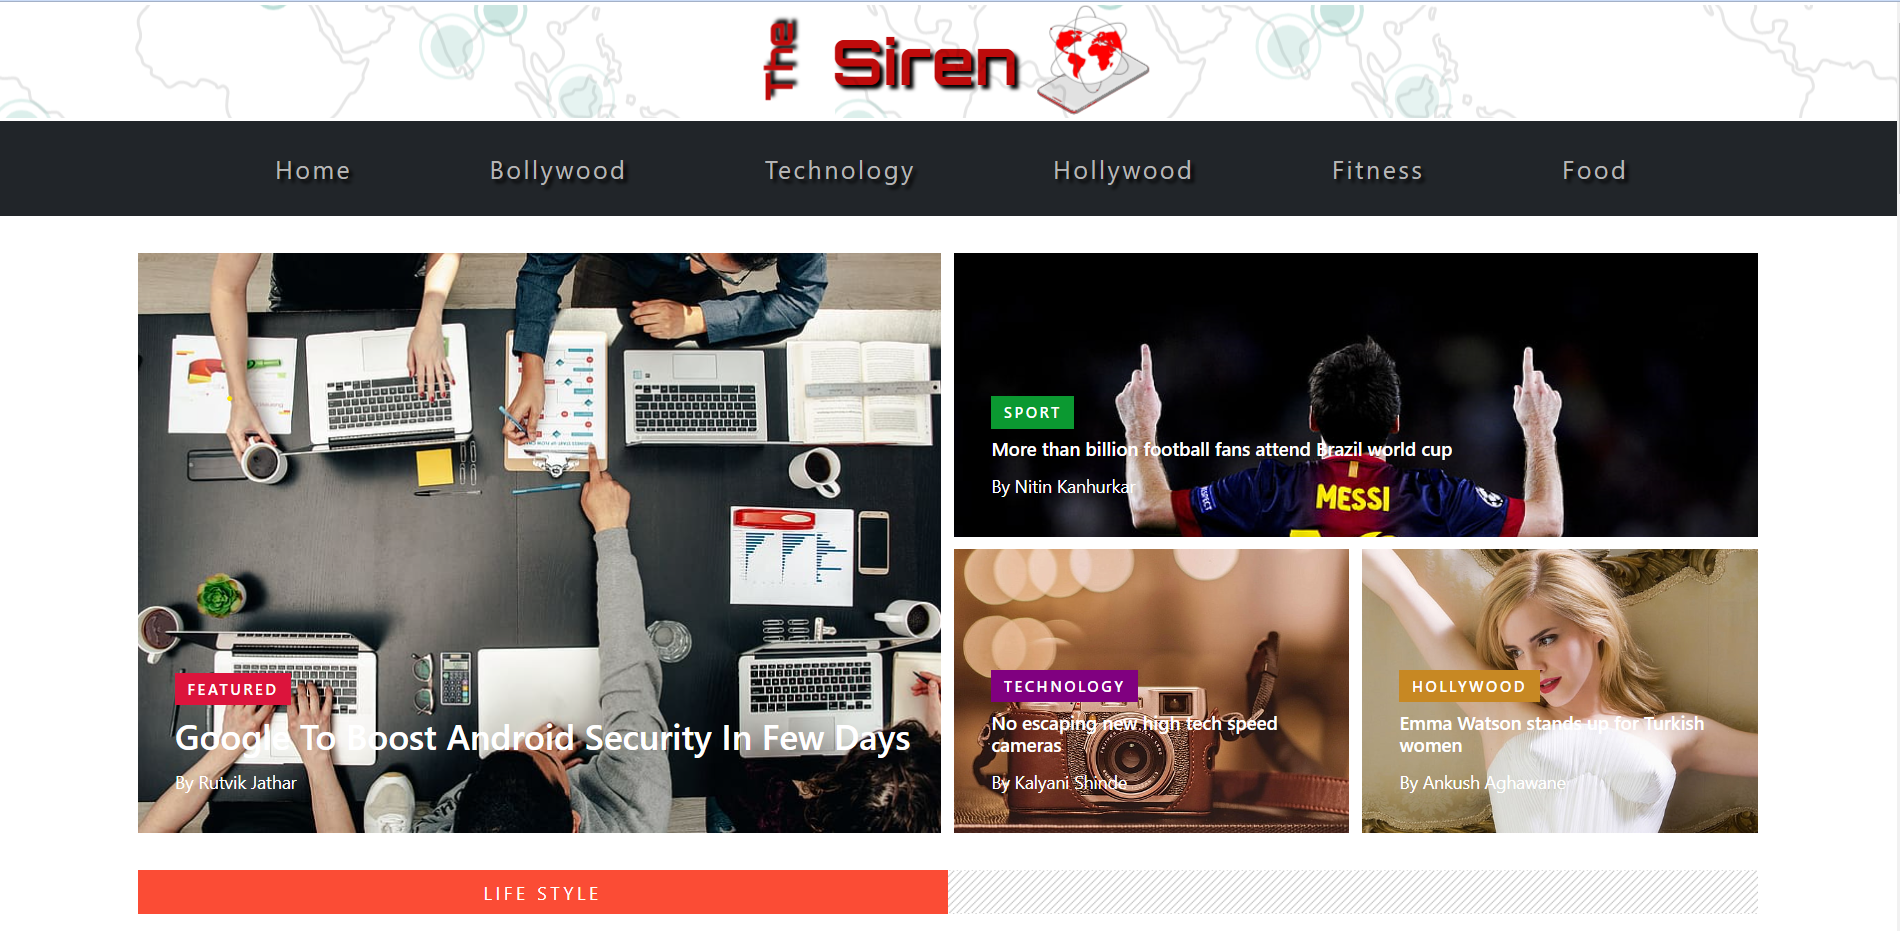 The Siren
Home Bollywood Technology Hollywood Fitness Food
FEATURED
Google To Boost Android Security In Few Days
By Rutvik Jathar
SPORT
More than billion football fans attend Brazil world cup
By Nitin Kanhurkar
MESSI
RESPECT
TECHNOLOGY
No escaping new high tech speed
cameras
By Kalyani Shinde
HOLLYWOOD
Emma Watson stands up for Turkish
women
By Ankush Aghawane
LIFE STYLE